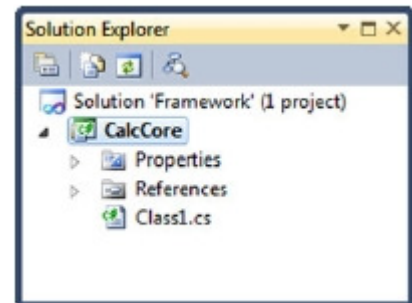 Solution Explorer
Solution 'Framework' (1 project)
CalcCore
Properties
References
Class1.cs